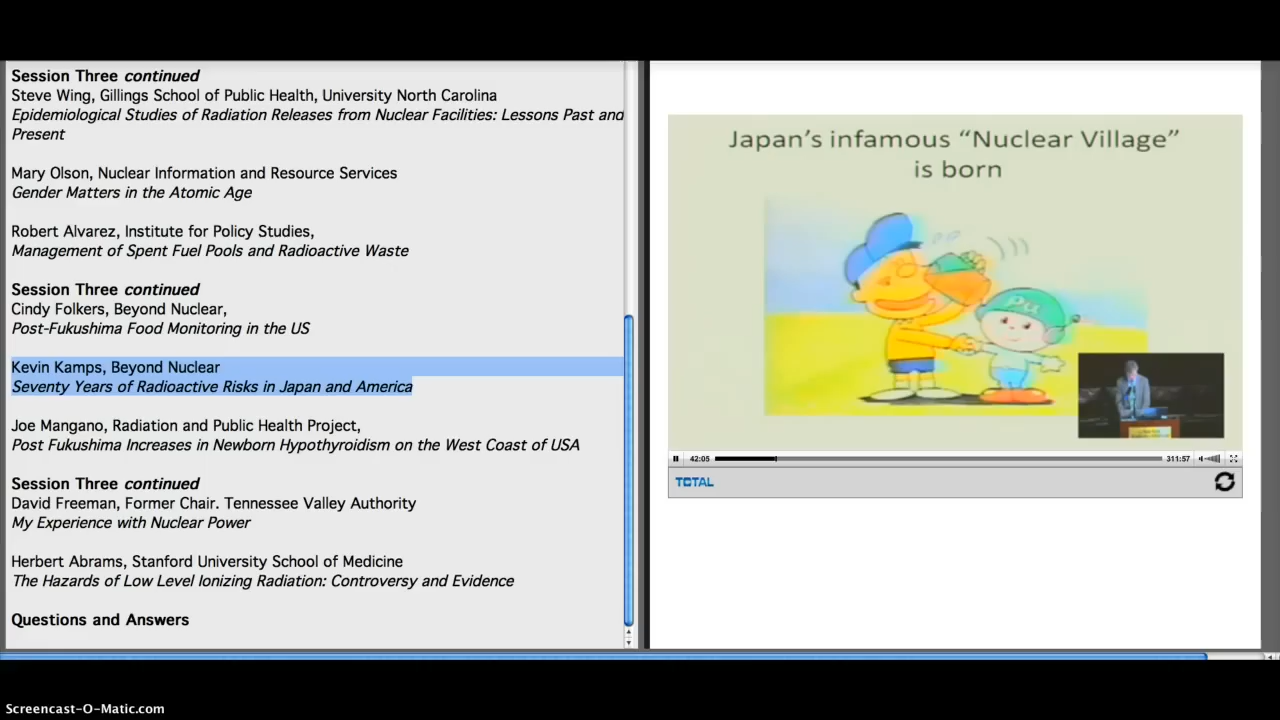 Session Three continued
Steve Wing, Gillings School of Public Health, University North Carolina
Epidemiological Studies of Radiation Releases from Nuclear Facilities: Lessons Past and
Present
Mary Olson, Nuclear Information and Resource Services
Gender Matters in the Atomic Age
Robert Alvarez, Institute for Policy Studies,
Management of Spent Fuel Pools and Radioactive Waste
Session Three continued
Cindy Folkers, Beyond Nuclear,
Post-Fukushima Food Monitoring in the US
Kevin Kamps, Beyond Nuclear
Seventy Years of Radioactive Risks in Japan and America
Joe Mangano, Radiation and Public Health Project,
Post Fukushima Increases in Newborn Hypothyroidism on the West Coast of USA
Session Three continued
David Freeman, Former Chair. Tennessee Valley Authority
My Experience with Nuclear Power
Herbert Abrams, Stanford University School of Medicine
The Hazards of Low Level Ionizing Radiation: Controversy and Evidence
Questions and Answers
Japan's infamous “Nuclear Village”
is born
Pu
42:05
311:57
TOTAL
Screencast-O-Matic.com